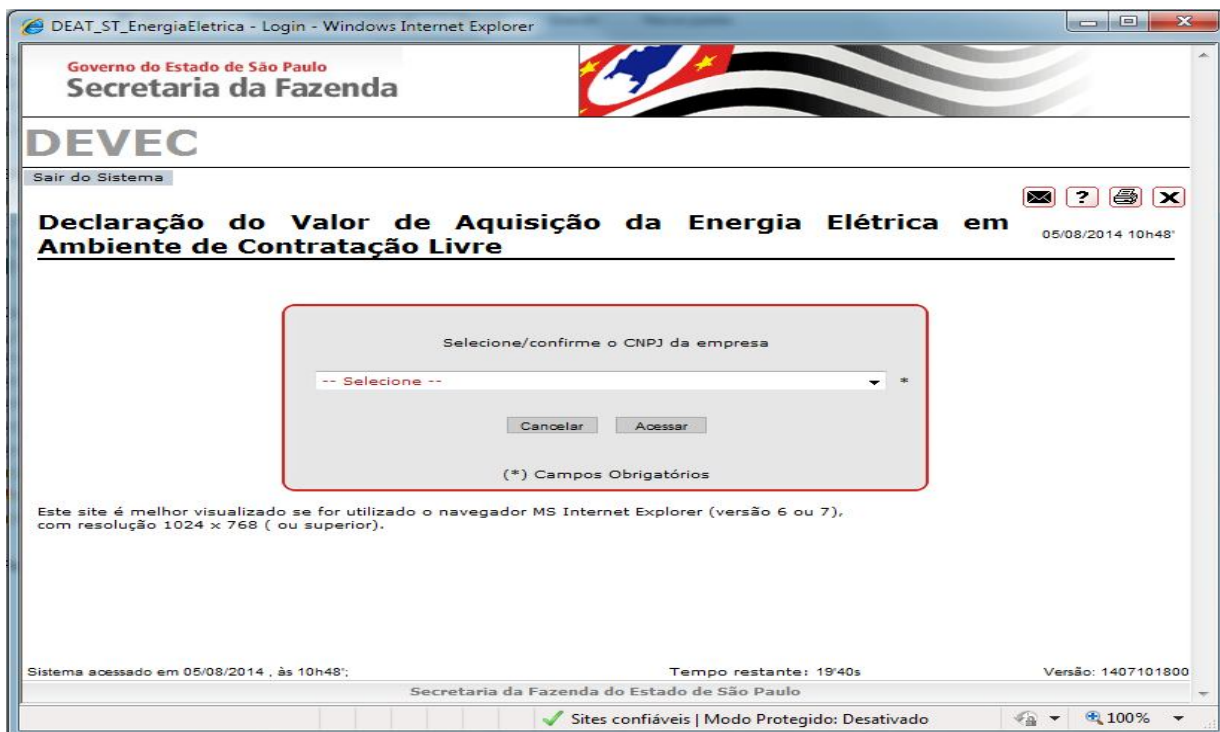 DEAT_ST_EnergiaEletrica - Login - Windows Internet Explorer
Governo do Estado de São Paulo
Secretaria da Fazenda
DEVEC
Sair do Sistema
Declaração do Valor de Aquisição da Energia Elétrica em
Ambiente de Contratação Livre
05/08/2014 10h48'
Selecione/confirme o CNPJ da empresa
-- Selecione -- *
Cancelar Acessar
(*) Campos Obrigatórios
Este site é melhor visualizado se for utilizado o navegador MS Internet Explorer (versão 6 ou 7),
com resolução 1024 x 768 ( ou superior).
Sistema acessado em 05/08/2014 , às 10h48'; Tempo restante: 19'40s Versão: 1407101800
Secretaria da Fazenda do Estado de São Paulo
Sites confiáveis | Modo Protegido: Desativado 100%